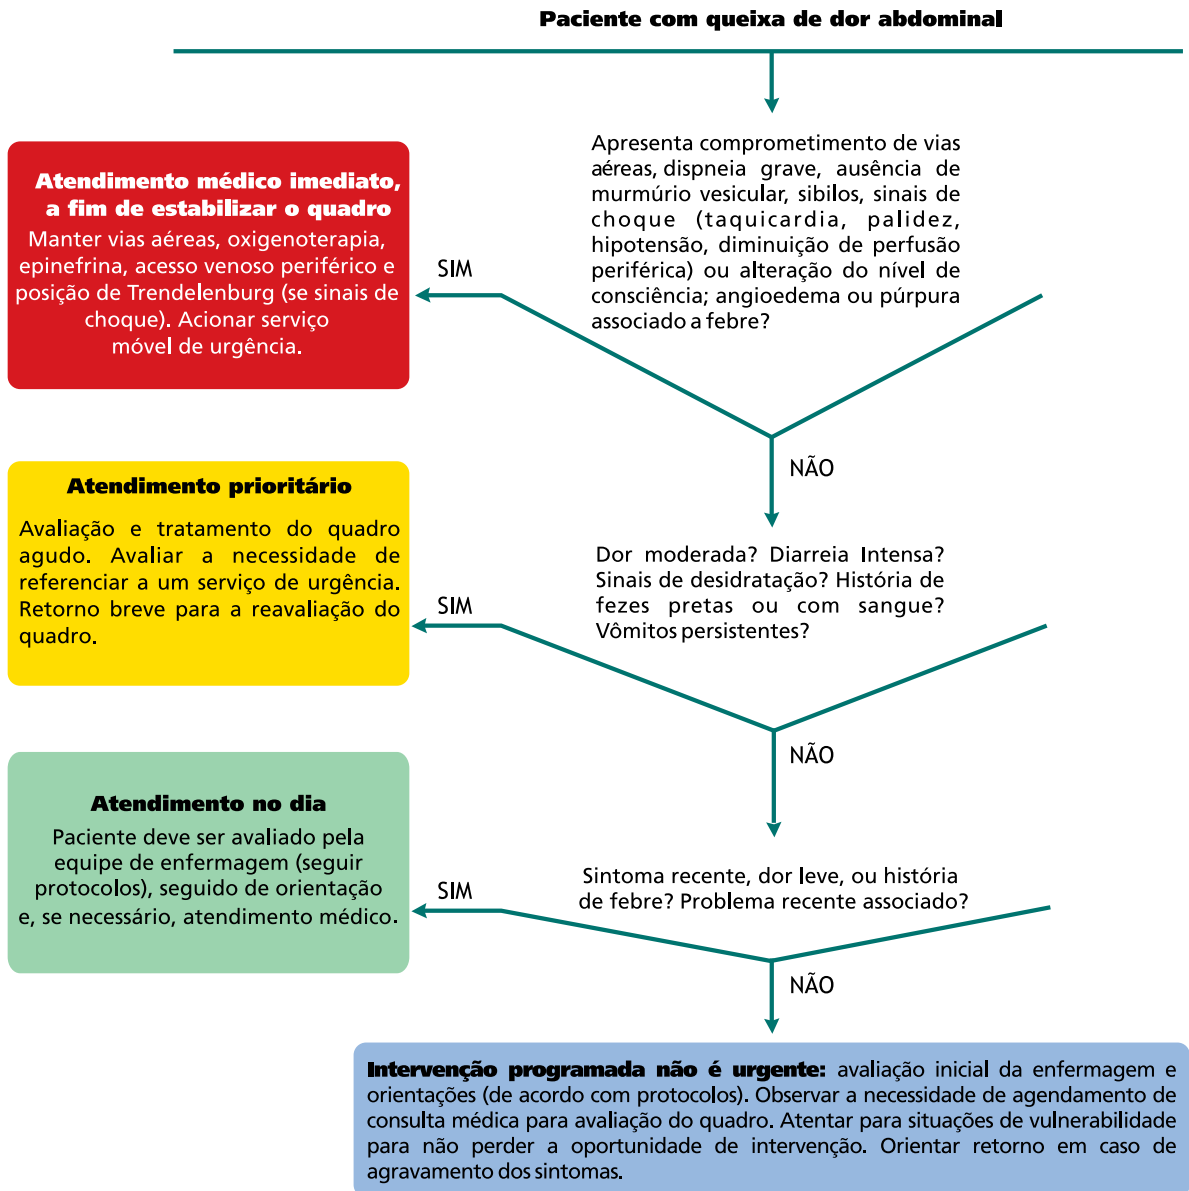 Paciente com queixa de dor abdominal
Apresenta comprometimento de vias
aéreas, dispneia grave, ausência de
murmúrio vesicular, sibilos, sinais de
choque (taquicardia, palidez,
hipotensão, diminuição de perfusão
periférica) ou alteração do nível de
consciência; angioedema ou púrpura
associado a febre?
SIM
Atendimento médico imediato,
a fim de estabilizar o quadro
Manter vias aéreas, oxigenoterapia,
epinefrina, acesso venoso periférico e
posição de Trendelenburg (se sinais de
choque). Acionar serviço
móvel de urgência.
NÃO
Dor moderada? Diarreia Intensa?
Sinais de desidratação? História de
fezes pretas ou com sangue?
Vômitos persistentes?
SIM
Atendimento prioritário
Avaliação e tratamento do quadro
agudo. Avaliar a necessidade de
referenciar a um serviço de urgência.
Retorno breve para a reavaliação do
quadro.
NÃO
Sintoma recente, dor leve, ou história
de febre? Problema recente associado?
SIM
Atendimento no dia
Paciente deve ser avaliado pela
equipe de enfermagem (seguir
protocolos), seguido de orientação
e, se necessário, atendimento médico.
NÃO
Intervenção programada não é urgente: avaliação inicial da enfermagem e
orientações (de acordo com protocolos). Observar a necessidade de agendamento de
consulta médica para avaliação do quadro. Atentar para situações de vulnerabilidade
para não perder a oportunidade de intervenção. Orientar retorno em caso de
agravamento dos sintomas.